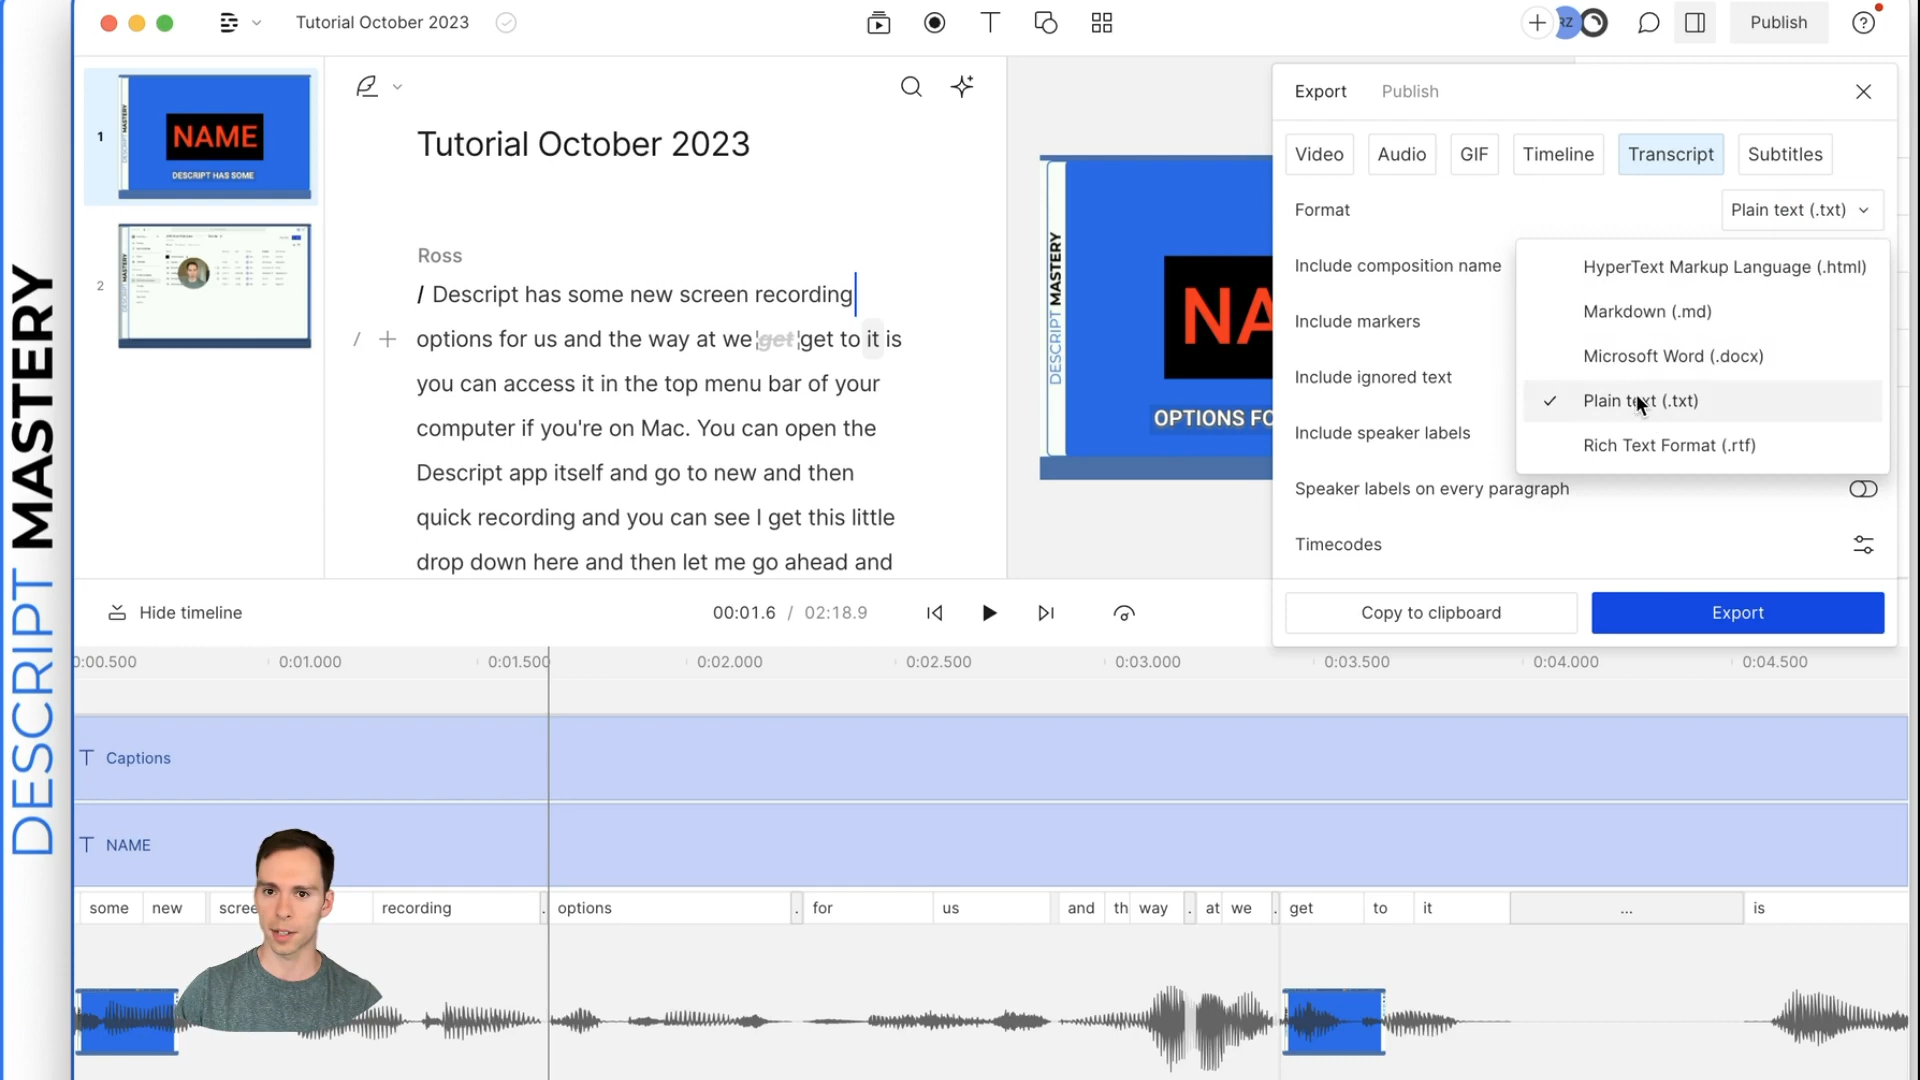 DESCRIPT MASTERY
Tutorial October 2023
RZ
Publish
1
DESCRIPT MASTERY
NAME
DESCRIPT HAS SOME
2
Tutorial October 2023
Ross
/ Descript has some new screen recording
/ + options for us and the way at we get get to it is
you can access it in the top menu bar of your
computer if you're on Mac. You can open the
Descript app itself and go to new and then
quick recording and you can see I get this little
drop down here and then let me go ahead and
DESCRIPT MASTERY
NA
OPTIONS FO
Export Publish
Video Audio GIF Timeline Transcript Subtitles
Format Plain text (.txt)
Include composition name
Include markers
Include ignored text
Include speaker labels
HyperText Markup Language (.html)
Markdown (.md)
Microsoft Word (.docx)
Plain text (.txt)
Rich Text Format (.rtf)
Speaker labels on every paragraph
Timecodes
Copy to clipboard Export
Hide timeline 00:01.6 / 02:18.9
0:00.500 0:01.000 0:01.500 0:02.000 0:02.500 0:03.000 0:03.500 0:04.000 0:04.500
Captions
NAME
some new scree recording . options . for us and th way . at we . get to it ... is